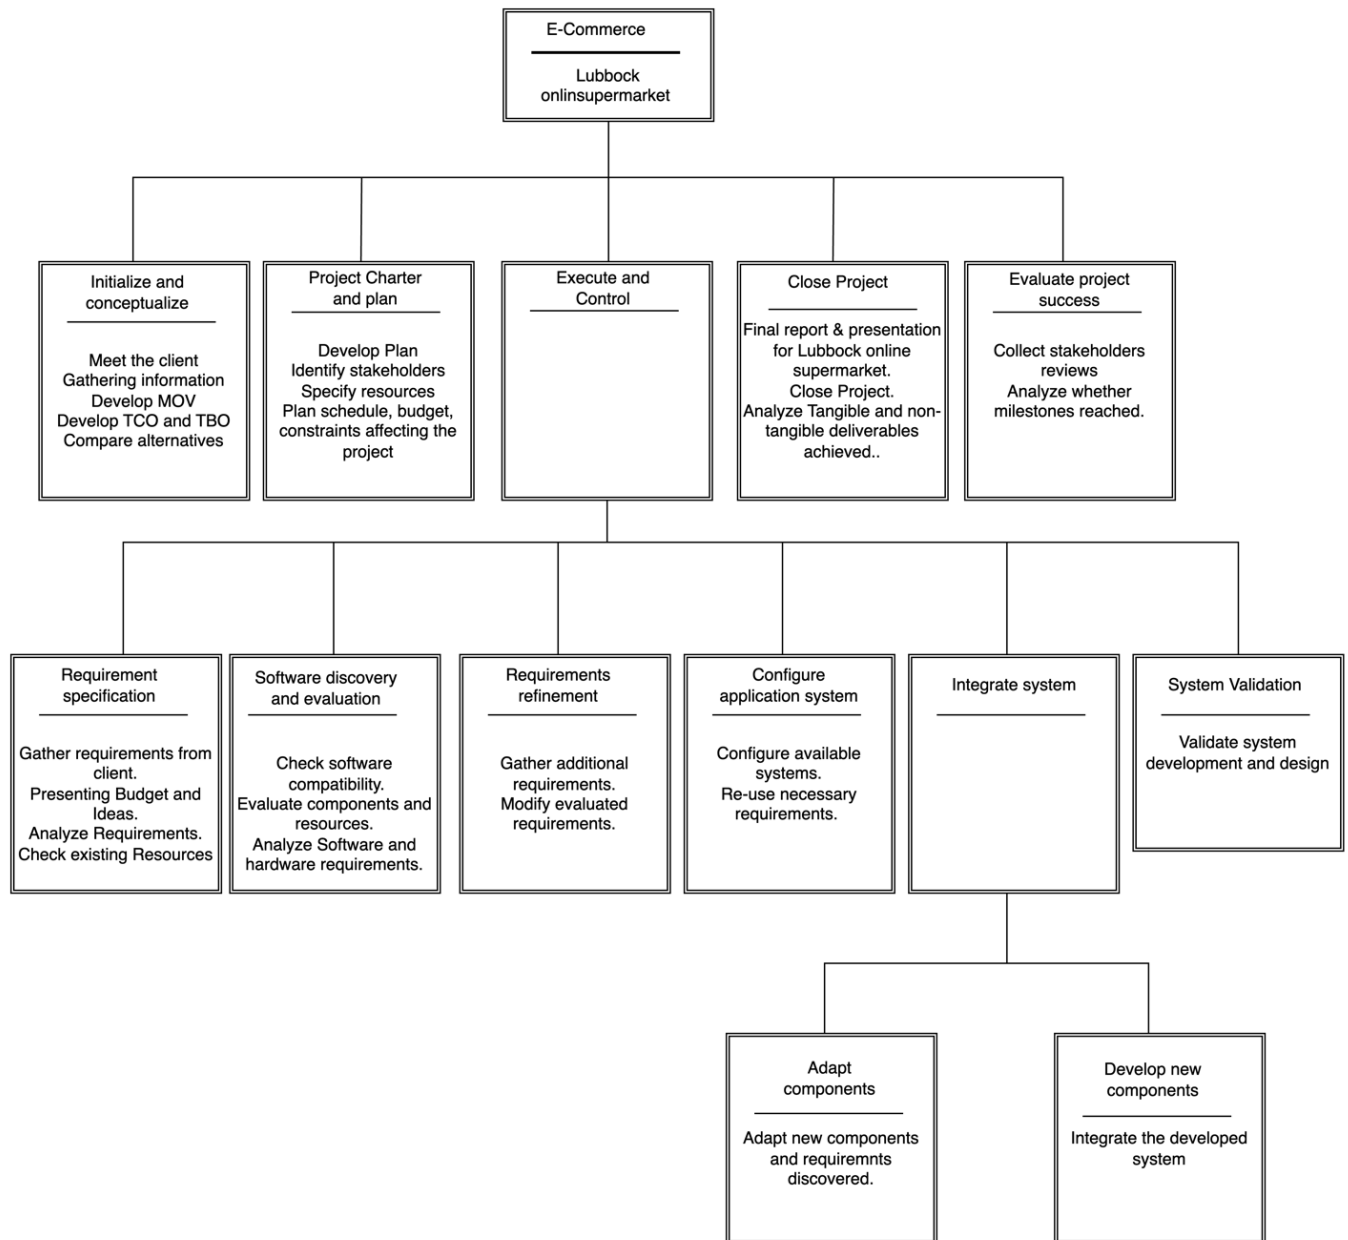 E-Commerce
Lubbock
onlinsupermarket
Initialize and
conceptualize
Meet the client
Gathering information
Develop MOV
Develop TCO and TBO
Compare alternatives
Project Charter
and plan
Develop Plan
Identify stakeholders
Specify resources
Plan schedule, budget,
constraints affecting the
project
Execute and
Control
Close Project
Final report & presentation
for Lubbock online
supermarket.
Close Project.
Analyze Tangible and non-
tangible deliverables
achieved..
Evaluate project
success
Collect stakeholders
reviews
Analyze whether
milestones reached.
Requirement
specification
Gather requirements from
client.
Presenting Budget and
Ideas.
Analyze Requirements.
Check existing Resources
Software discovery
and evaluation
Check software
compatibility.
Evaluate components and
resources.
Analyze Software and
hardware requirements.
Requirements
refinement
Gather additional
requirements.
Modify evaluated
requirements.
Configure
application system
Configure available
systems.
Re-use necessary
requirements.
Integrate system
System Validation
Validate system
development and design
Adapt
components
Adapt new components
and requiremnts
discovered.
Develop new
components
Integrate the developed
system